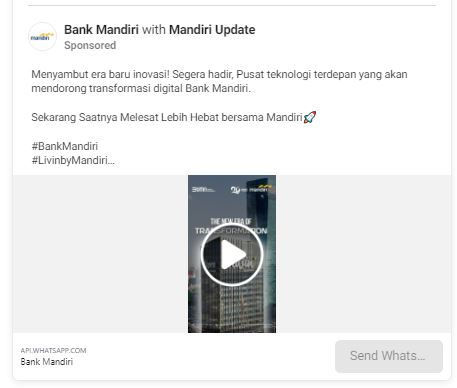 Bank Mandiri with Mandiri Update
Sponsored
mandiri
Menyambut era baru inovasi! Segera hadir, Pusat teknologi terdepan yang akan
mendorong transformasi digital Bank Mandiri.
Sekarang Saatnya Melesat Lebih Hebat bersama Mandiri🚀
#BankMandiri
#LivinbyMandiri...
THE NEW ERA OF
TRANSFORMATION
API.WHATSAPP.COM
Bank Mandiri
Send Whats...